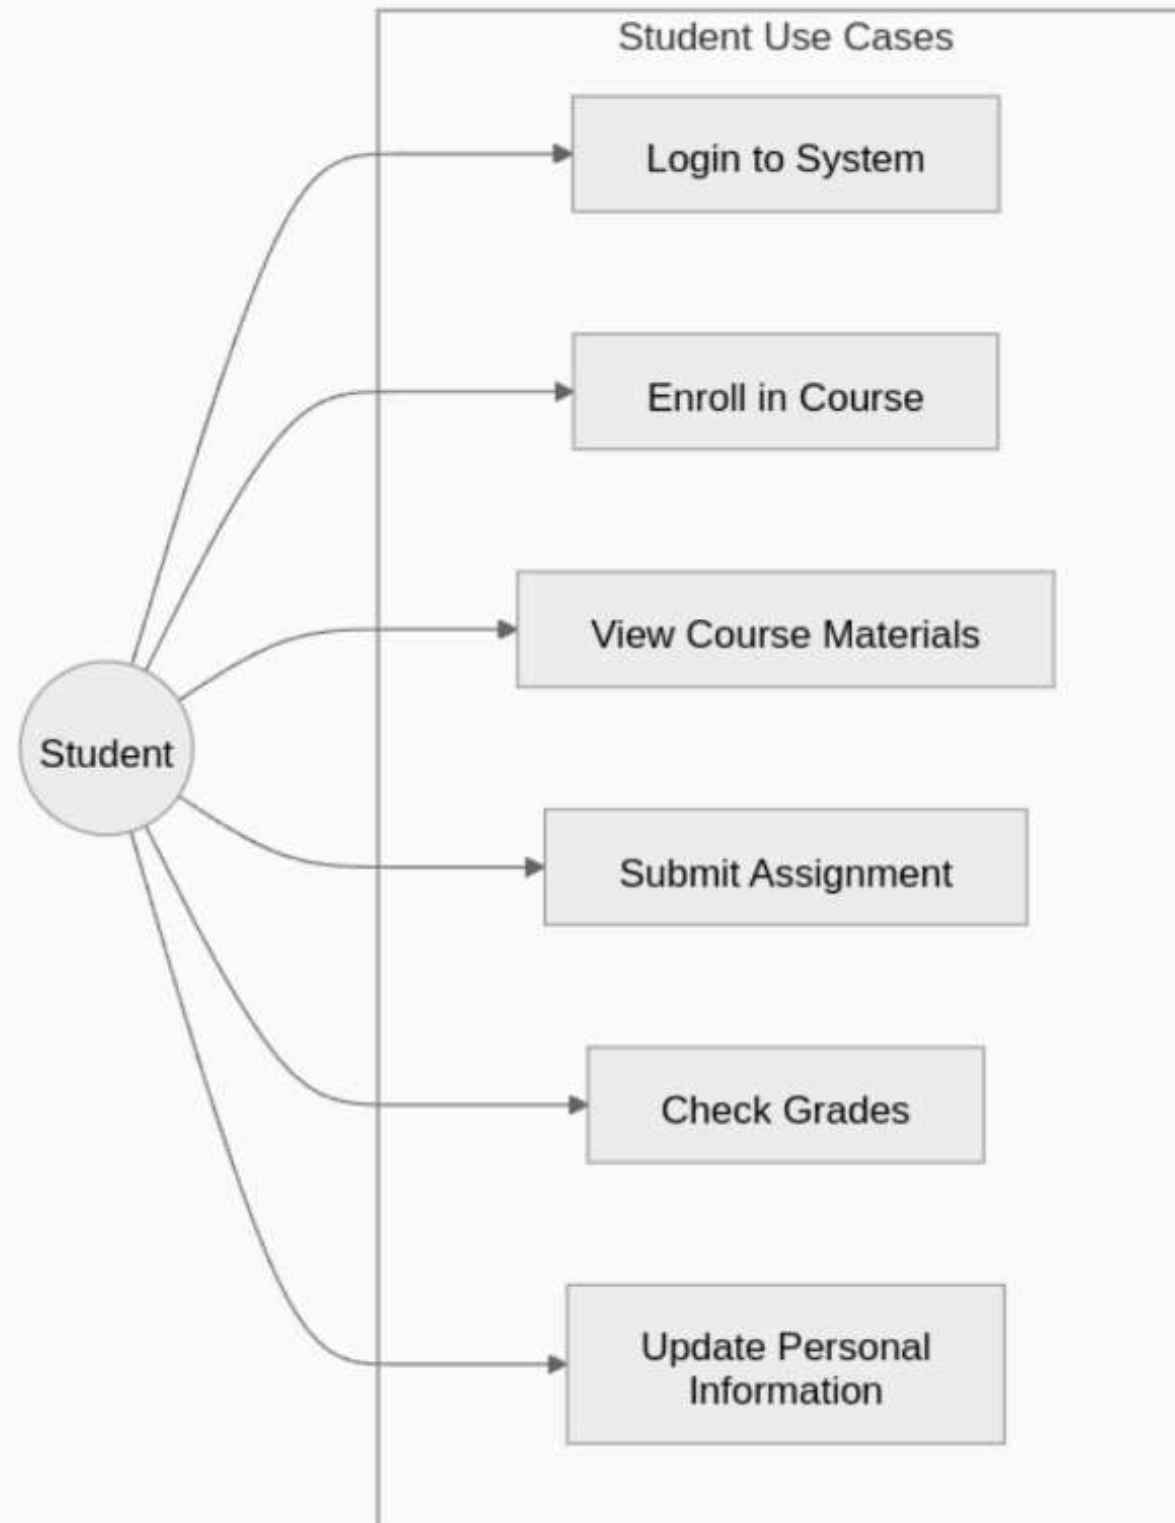 Student Use Cases
Login to System
Enroll in Course
View Course Materials
Student
Submit Assignment
Check Grades
Update Personal
Information